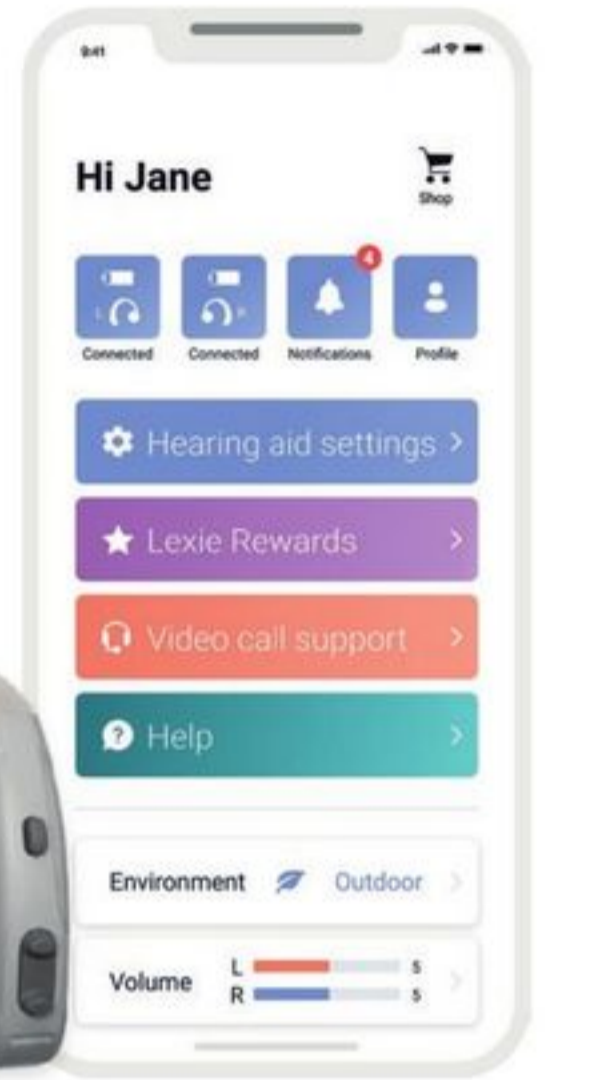 9:41
Hi Jane
Shop
4
L
R
Connected
Connected
Notifications
Profile
Hearing aid settings
Lexie Rewards
Video call support
Help
Environment
Outdoor
Volume
L
5
R
5